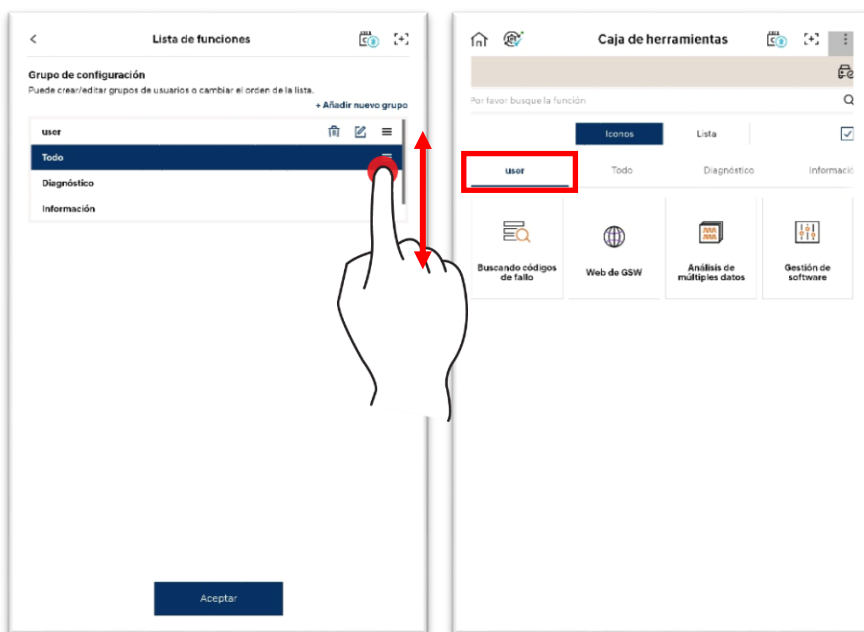 Lista de funciones
Grupo de configuración
Puede crear/editar grupos de usuarios o cambiar el orden de la lista.
+ Añadir nuevo grupo
user
Todo
Diagnóstico
Información
Aceptar
Caja de herramientas
Por favor busque la función
Iconos Lista
user Todo Diagnóstico Informació
Buscando códigos
de fallo
Web de GSW
Análisis de
múltiples datos
Gestión de
software